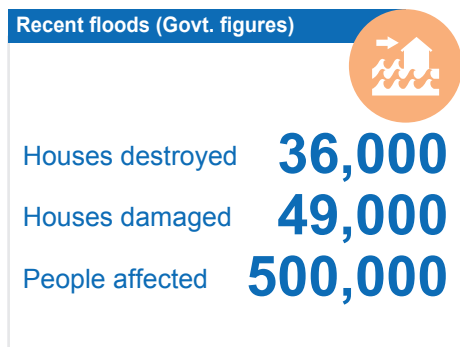 Recent floods (Govt. figures)
Houses destroyed 36,000
Houses damaged 49,000
People affected 500,000